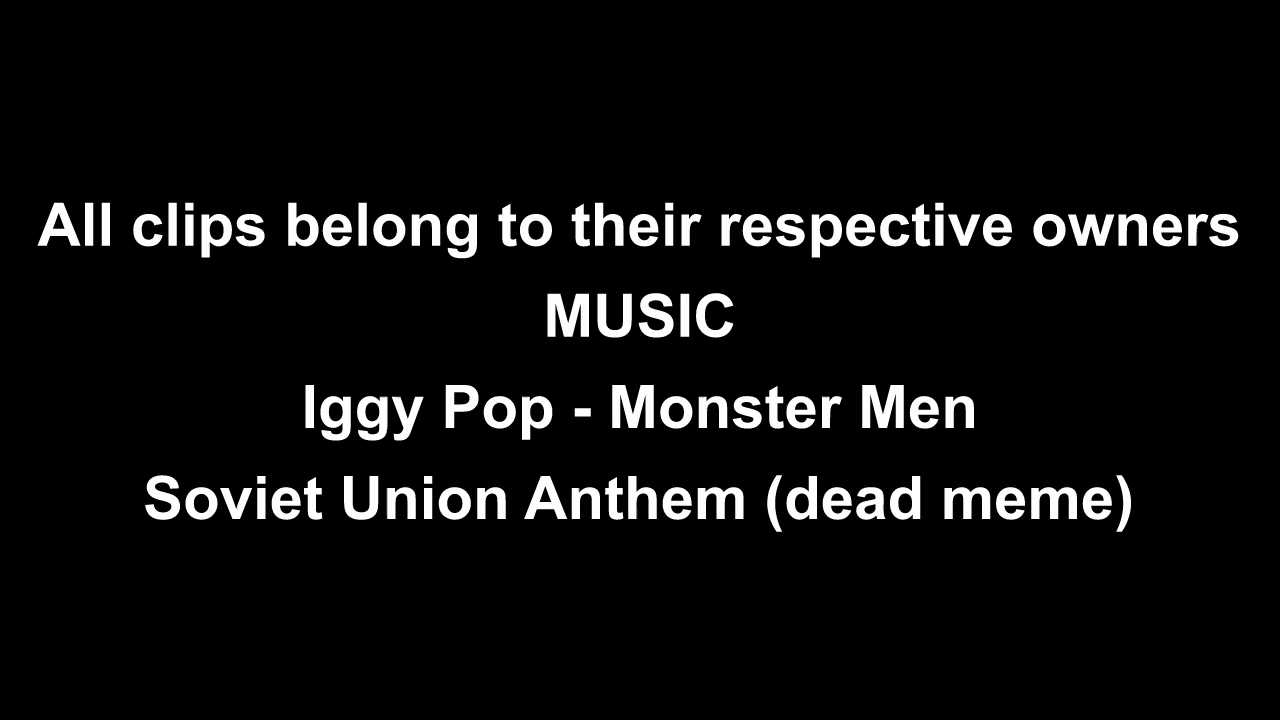 All clips belong to their respective owners
MUSIC
Iggy Pop - Monster Men
Soviet Union Anthem (dead meme)